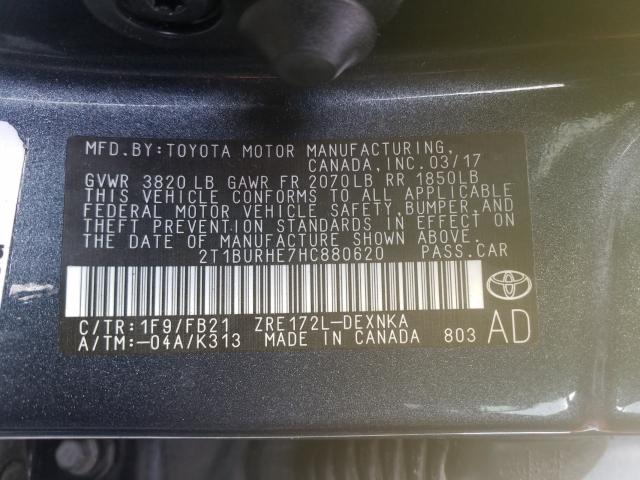 MFD.BY:TOYOTA MOTOR MANUFACTURING,
CANADA, INC. 03/17
GVWR 3820 LB GAWR FR 2070LB RR 1850LB
THIS VEHICLE CONFORMS TO ALL APPLICABLE
FEDERAL MOTOR VEHICLE SAFETY, BUMPER, AND
THEFT PREVENTION STANDARDS IN EFFECT ON
THE DATE OF MANUFACTURE SHOWN ABOVE.
2T1BURHE7HC880620 PASS.CAR
C/TR:1F9/FB21 ZRE172L-DEXNKA
A/TM:-04A/K313 MADE IN CANADA 803
AD